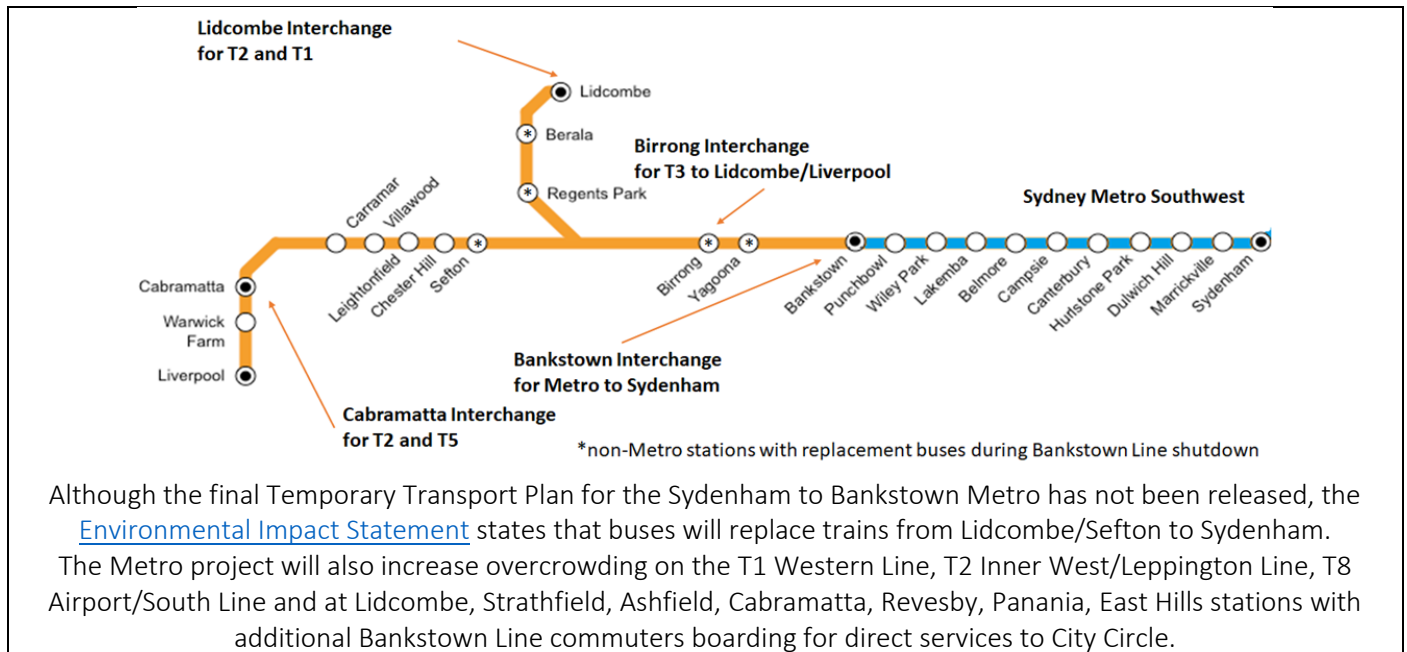 Lidcombe Interchange
for T2 and T1
Lidcombe
* Berala
* Regents Park
Birrong Interchange
for T3 to Lidcombe/Liverpool
Sydney Metro Southwest
Carramar
Villawood
Leightonfield
Chester Hill
* Sefton
* Birrong
* Yagoona
Bankstown
Punchbowl
Wiley Park
Lakemba
Belmore
Campsie
Canterbury
Hurlstone Park
Dulwich Hill
Marrickville
Sydenham
Cabramatta
Warwick
Farm
Liverpool
Bankstown Interchange
for Metro to Sydenham
Cabramatta Interchange
for T2 and T5
*non-Metro stations with replacement buses during Bankstown Line shutdown
Although the final Temporary Transport Plan for the Sydenham to Bankstown Metro has not been released, the
Environmental Impact Statement states that buses will replace trains from Lidcombe/Sefton to Sydenham.
The Metro project will also increase overcrowding on the T1 Western Line, T2 Inner West/Leppington Line, T8
Airport/South Line and at Lidcombe, Strathfield, Ashfield, Cabramatta, Revesby, Panania, East Hills stations with
additional Bankstown Line commuters boarding for direct services to City Circle.